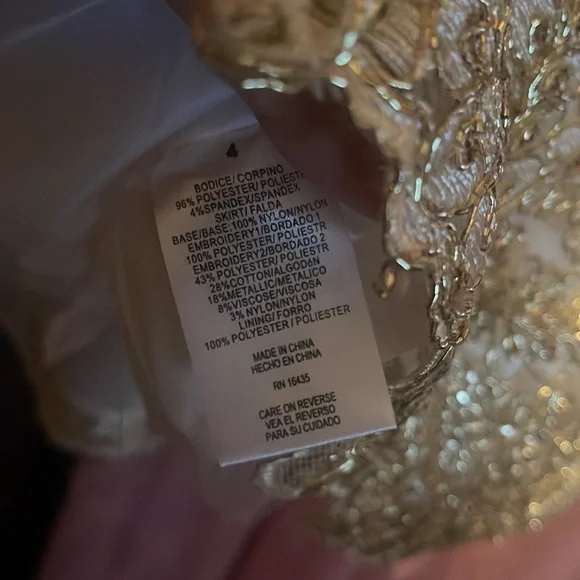 4
BODICE/ CORPINO
96% POLYESTER/ POLIESTR
4%SPANDEX/SPANDEX
SKIRT/ FALDA
BASE/BASE: 100% NYLON/NYLON
EMBROIDERY1/BORDADO 1
100% POLYESTER / POLIESTR
EMBROIDERY2/BORDADO 2
43% POLYESTER / POLIESTR
28%COTTON/ALGODÓN
18%METALLIC/METÁLICO
8%VISCOSE/VISCOSA
3% NYLON/NYLON
LINING/ FORRO
100% POLYESTER / POLIESTER
MADE IN CHINA
HECHO EN CHINA
RN 16435
CARE ON REVERSE
VEA EL REVERSO
PARA SU CUIDADO